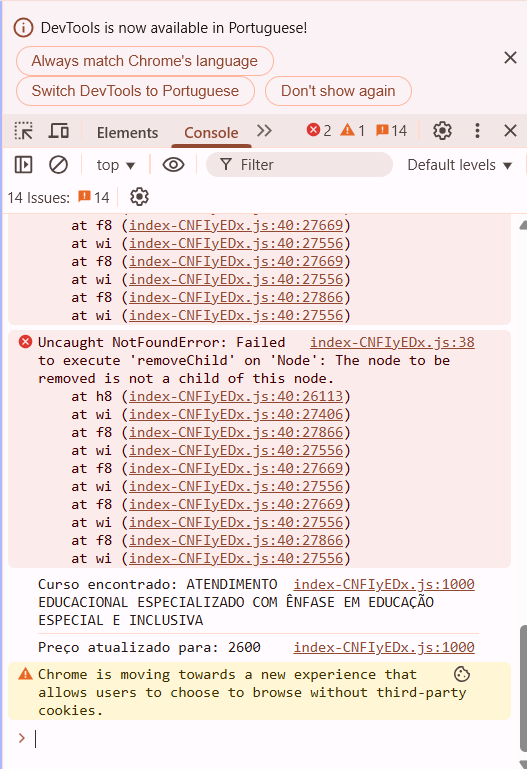 DevTools is now available in Portuguese!
Always match Chrome's language
Switch DevTools to Portuguese Don't show again
Elements Console 2 1 14
top Filter Default levels
14 Issues: 14
at f8 (index-CNFIyEDx.js:40:27669)
at wi (index-CNFIyEDx.js:40:27556)
at f8 (index-CNFIyEDx.js:40:27669)
at wi (index-CNFIyEDx.js:40:27556)
at f8 (index-CNFIyEDx.js:40:27866)
at wi (index-CNFIyEDx.js:40:27556)
Uncaught NotFoundError: Failed index-CNFIyEDx.js:38
to execute 'removeChild' on 'Node': The node to be
removed is not a child of this node.
at h8 (index-CNFIyEDx.js:40:26113)
at wi (index-CNFIyEDx.js:40:27406)
at f8 (index-CNFIyEDx.js:40:27866)
at wi (index-CNFIyEDx.js:40:27556)
at f8 (index-CNFIyEDx.js:40:27669)
at wi (index-CNFIyEDx.js:40:27556)
at f8 (index-CNFIyEDx.js:40:27669)
at wi (index-CNFIyEDx.js:40:27556)
at f8 (index-CNFIyEDx.js:40:27866)
at wi (index-CNFIyEDx.js:40:27556)
Curso encontrado: ATENDIMENTO index-CNFIyEDx.js:1000
EDUCACIONAL ESPECIALIZADO COM ÊNFASE EM EDUCAÇÃO
ESPECIAL E INCLUSIVA
Preço atualizado para: 2600 index-CNFIyEDx.js:1000
Chrome is moving towards a new experience that
allows users to choose to browse without third-party
cookies.